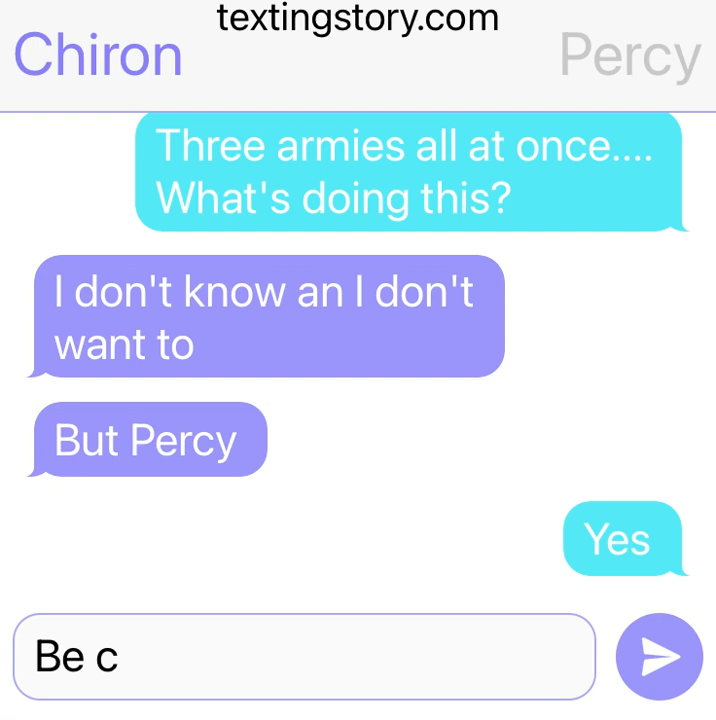 textingstory.com
Chiron
Percy
Three armies all at once....
What's doing this?
I don't know an I don't
want to
But Percy
Yes
Be c